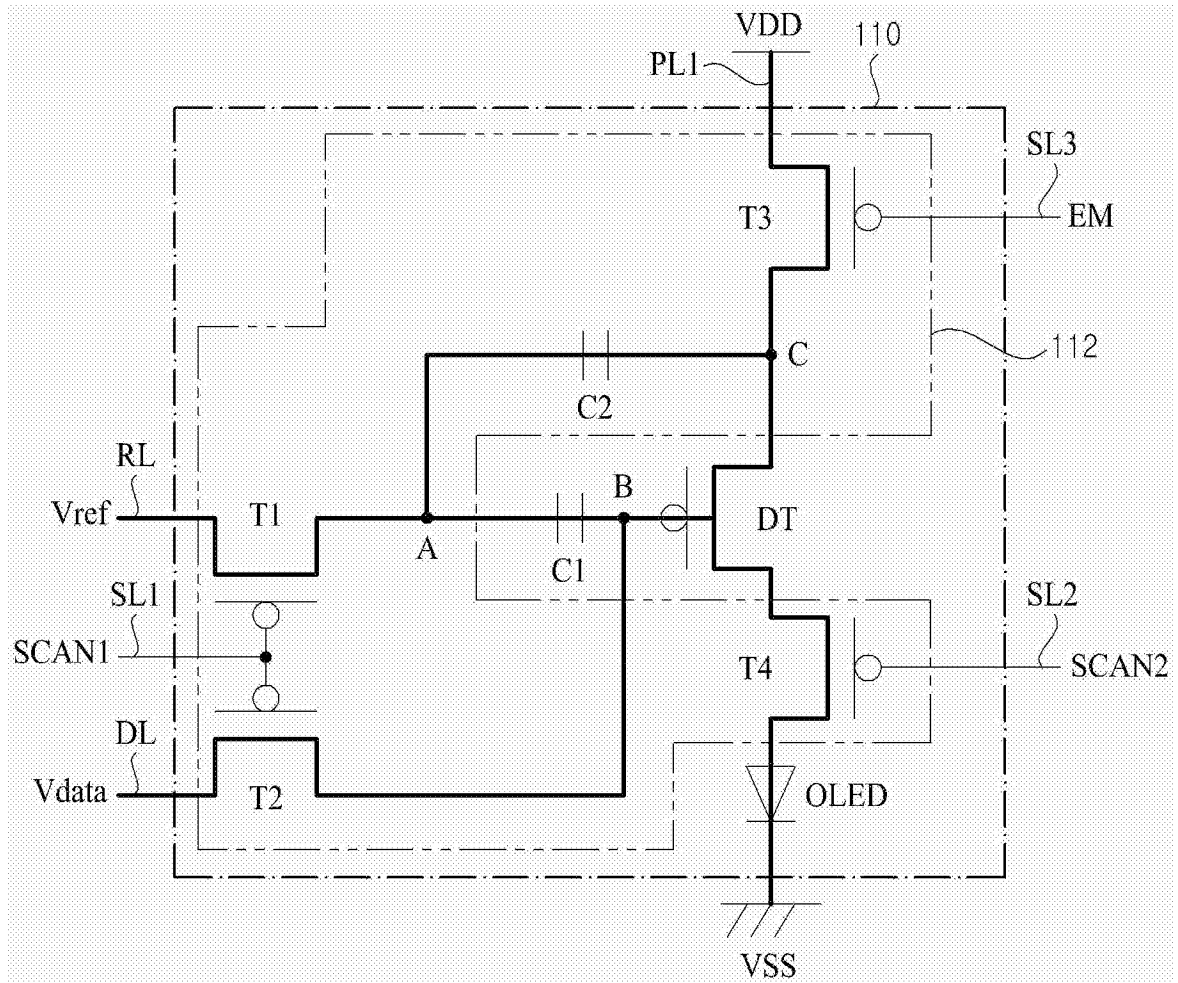 VDD
110
PL1
SL3
T3
EM
C
112
C2
RL
B
Vref
T1
DT
A
C1
SL1
SL2
SCAN1
T4
SCAN2
DL
Vdata
T2
OLED
VSS